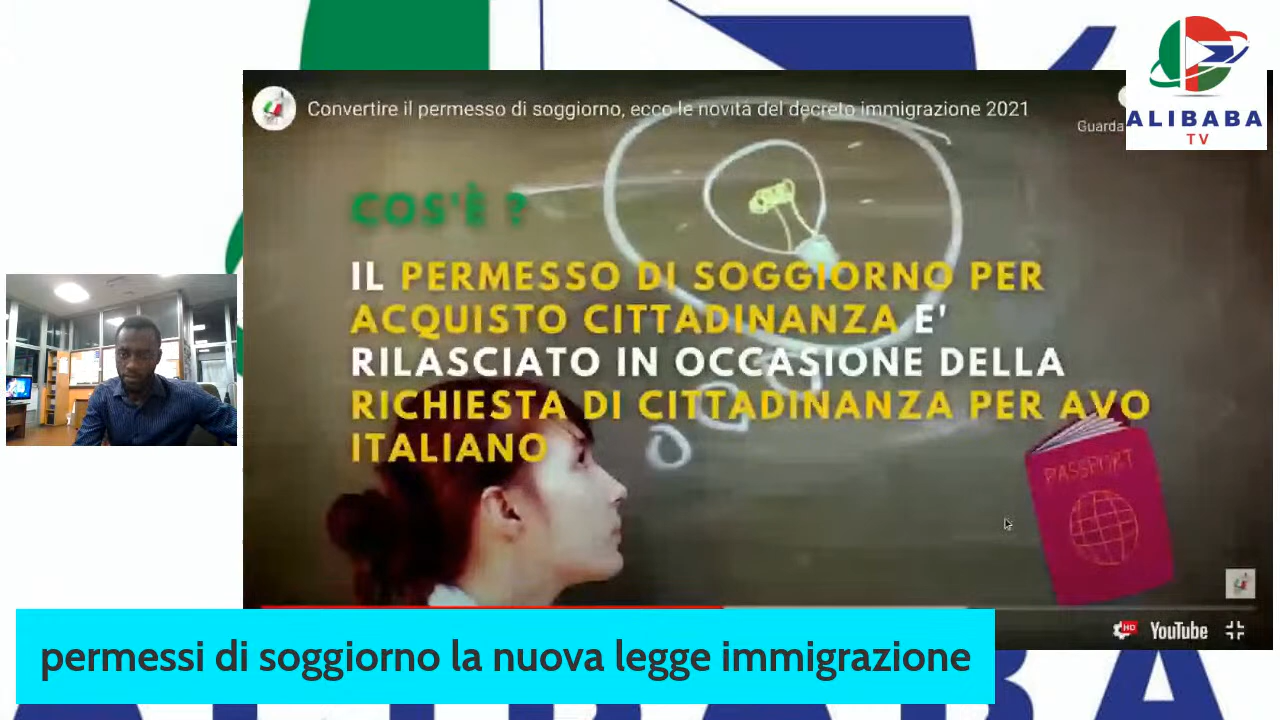 Convertire il permesso di soggiorno, ecco le novità del decreto immigrazione 2021
Guarda
ALIBABA
TV
COS'È ?
IL PERMESSO DI SOGGIORNO PER
ACQUISTO CITTADINANZA E'
RILASCIATO IN OCCASIONE DELLA
RICHIESTA DI CITTADINANZA PER AVO
ITALIANO
PASSPORT
HD
YouTube
permessi di soggiorno la nuova legge immigrazione